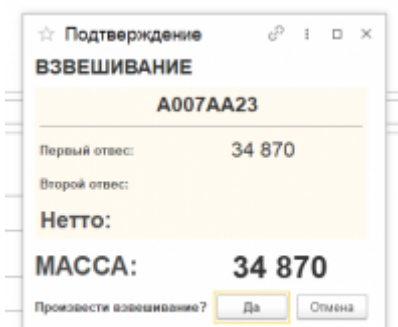 Подтверждение
ВЗВЕШИВАНИЕ
А007АА23
Первый отвес: 34 870
Второй отвес:
Нетто:
МАССА: 34 870
Произвести взвешивание? Да Отмена